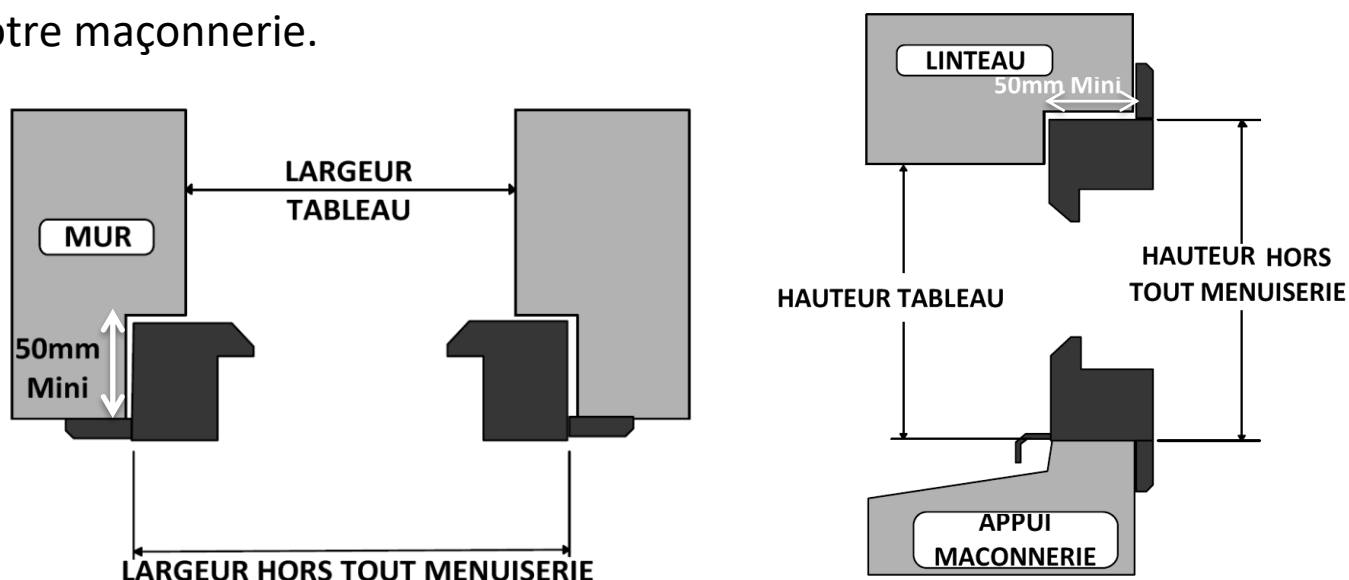 otre maçonnerie.
LARGEUR
TABLEAU
MUR
50mm
Mini
LARGEUR HORS TOUT MENUISERIE
LINTEAU
50mm Mini
HAUTEUR TABLEAU
HAUTEUR HORS
TOUT MENUISERIE
APPUI
MACONNERIE